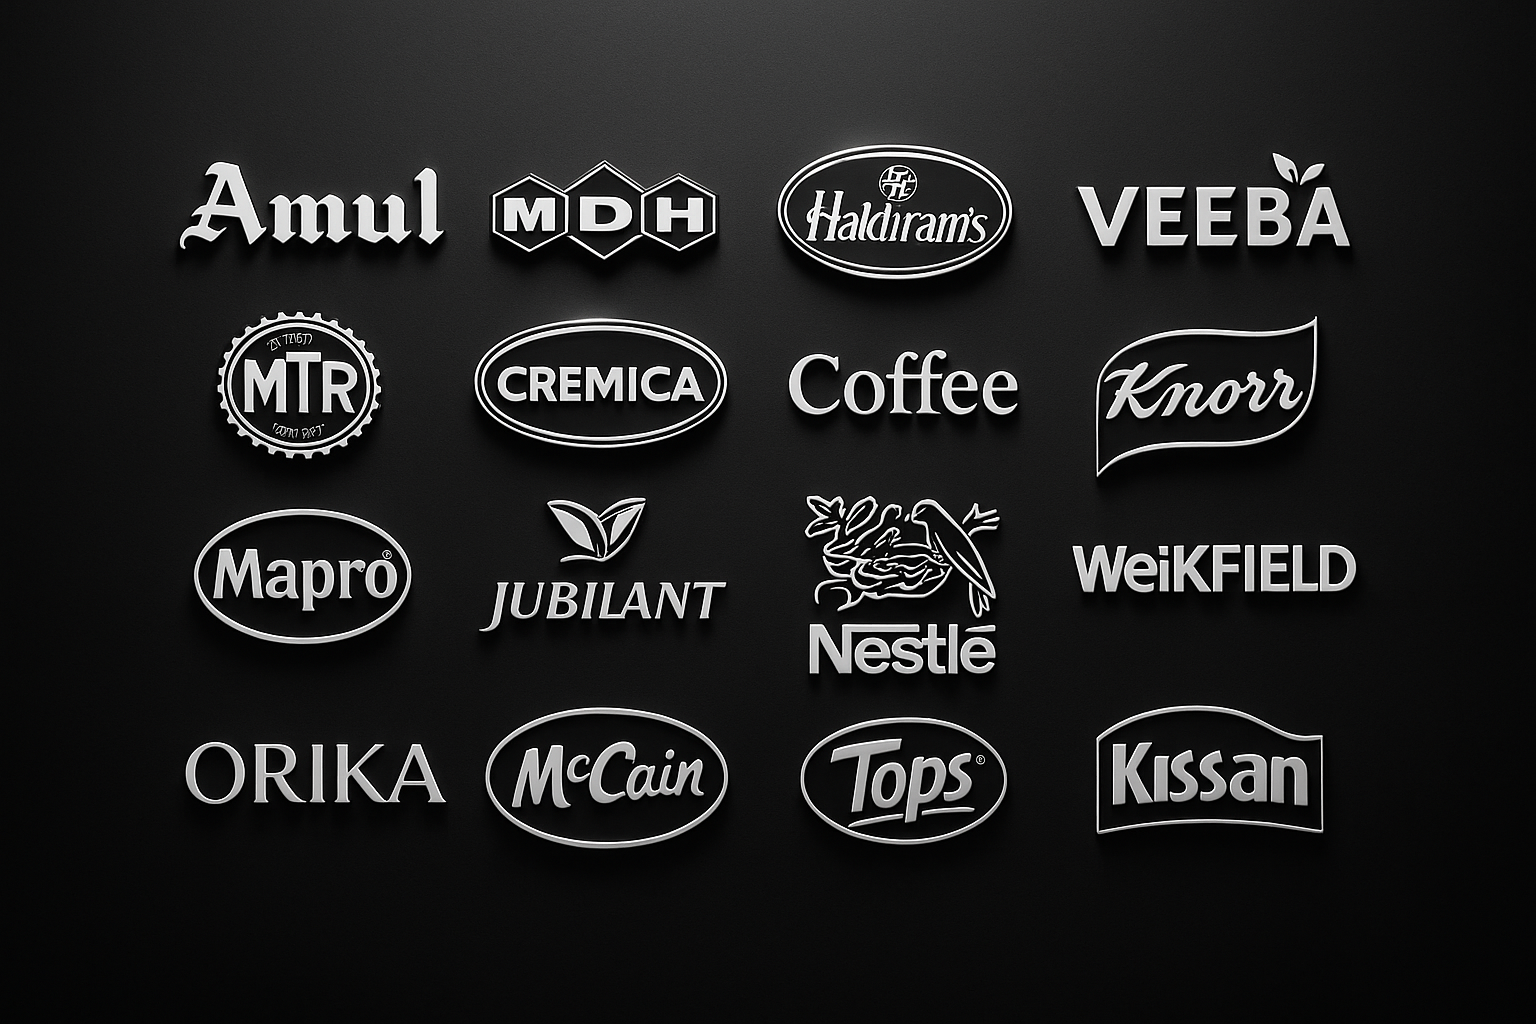 Amul
MDH
Haldiram's
VEEBA
MTR
CREMICA
Coffee
Knorr
Mapro
JUBILANT
Nestlé
WeiKFIELD
ORIKA
McCain
Tops
Kissan